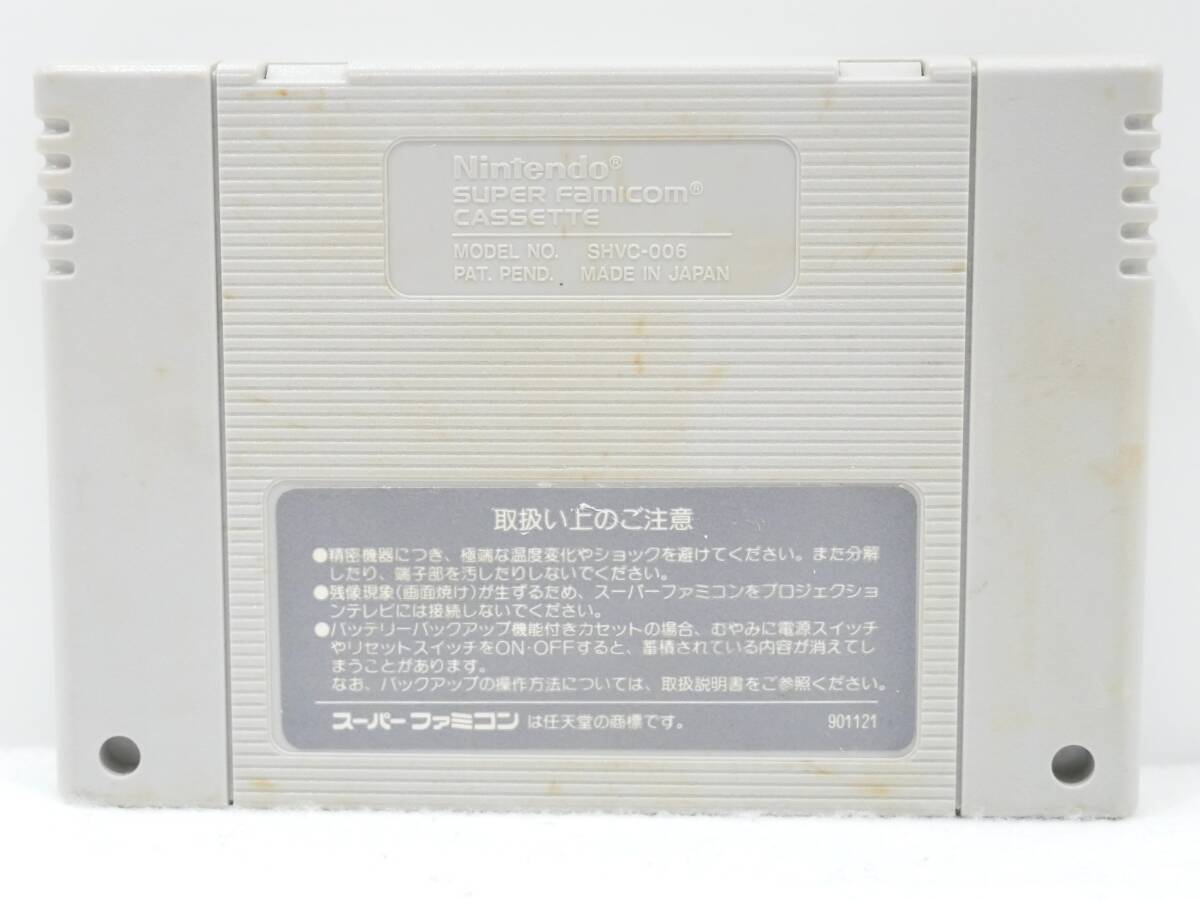 Nintendo®
SUPER FAMICOM®
CASSETTE
MODEL NO. SHVC-006
PAT. PEND. MADE IN JAPAN
取扱い上のご注意
●精密機器につき、極端な温度変化やショックを避けてください。また分解
したり、端子部を汚したりしないでください。
●残像現象(画面焼け)が生ずるため、スーパーファミコンをプロジェクショ
ンテレビには接続しないでください。
●バッテリーバックアップ機能付きカセットの場合、むやみに電源スイッチ
やリセットスイッチをON·OFFすると、蓄積されている内容が消えてし
まうことがあります。
なお、バックアップの操作方法については、取扱説明書をご参照ください。
スーパーファミコンは任天堂の商標です。 901121